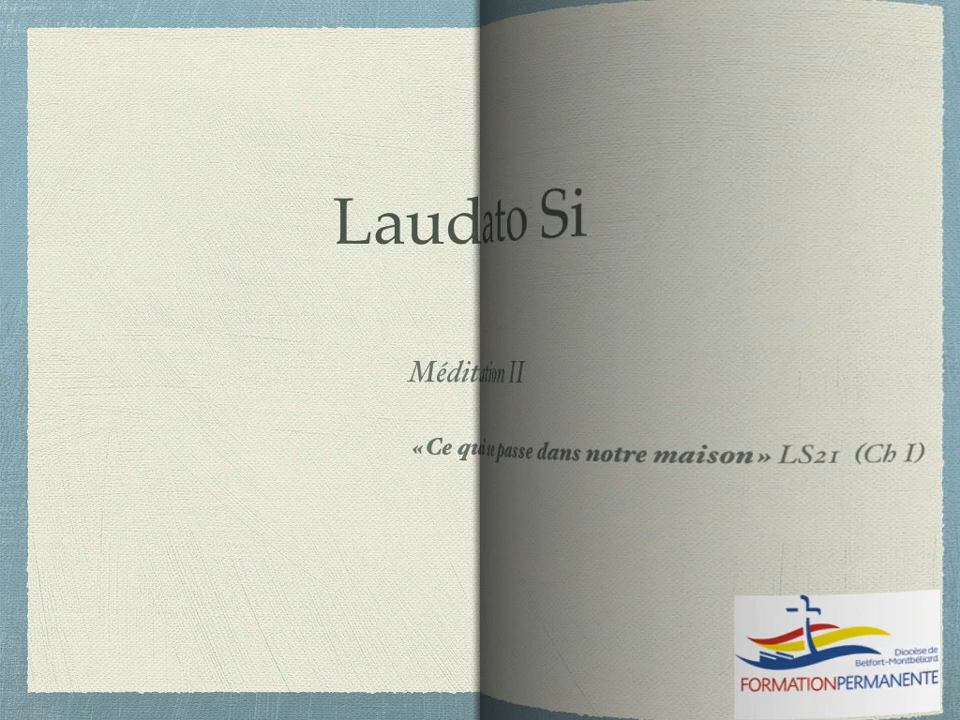 Laudato Si
Méditation II
« Ce qui se passe dans notre maison » LS21 (Ch I)
Diocèse de
Belfort-Montbéliard
FORMATIONPERMANENTE